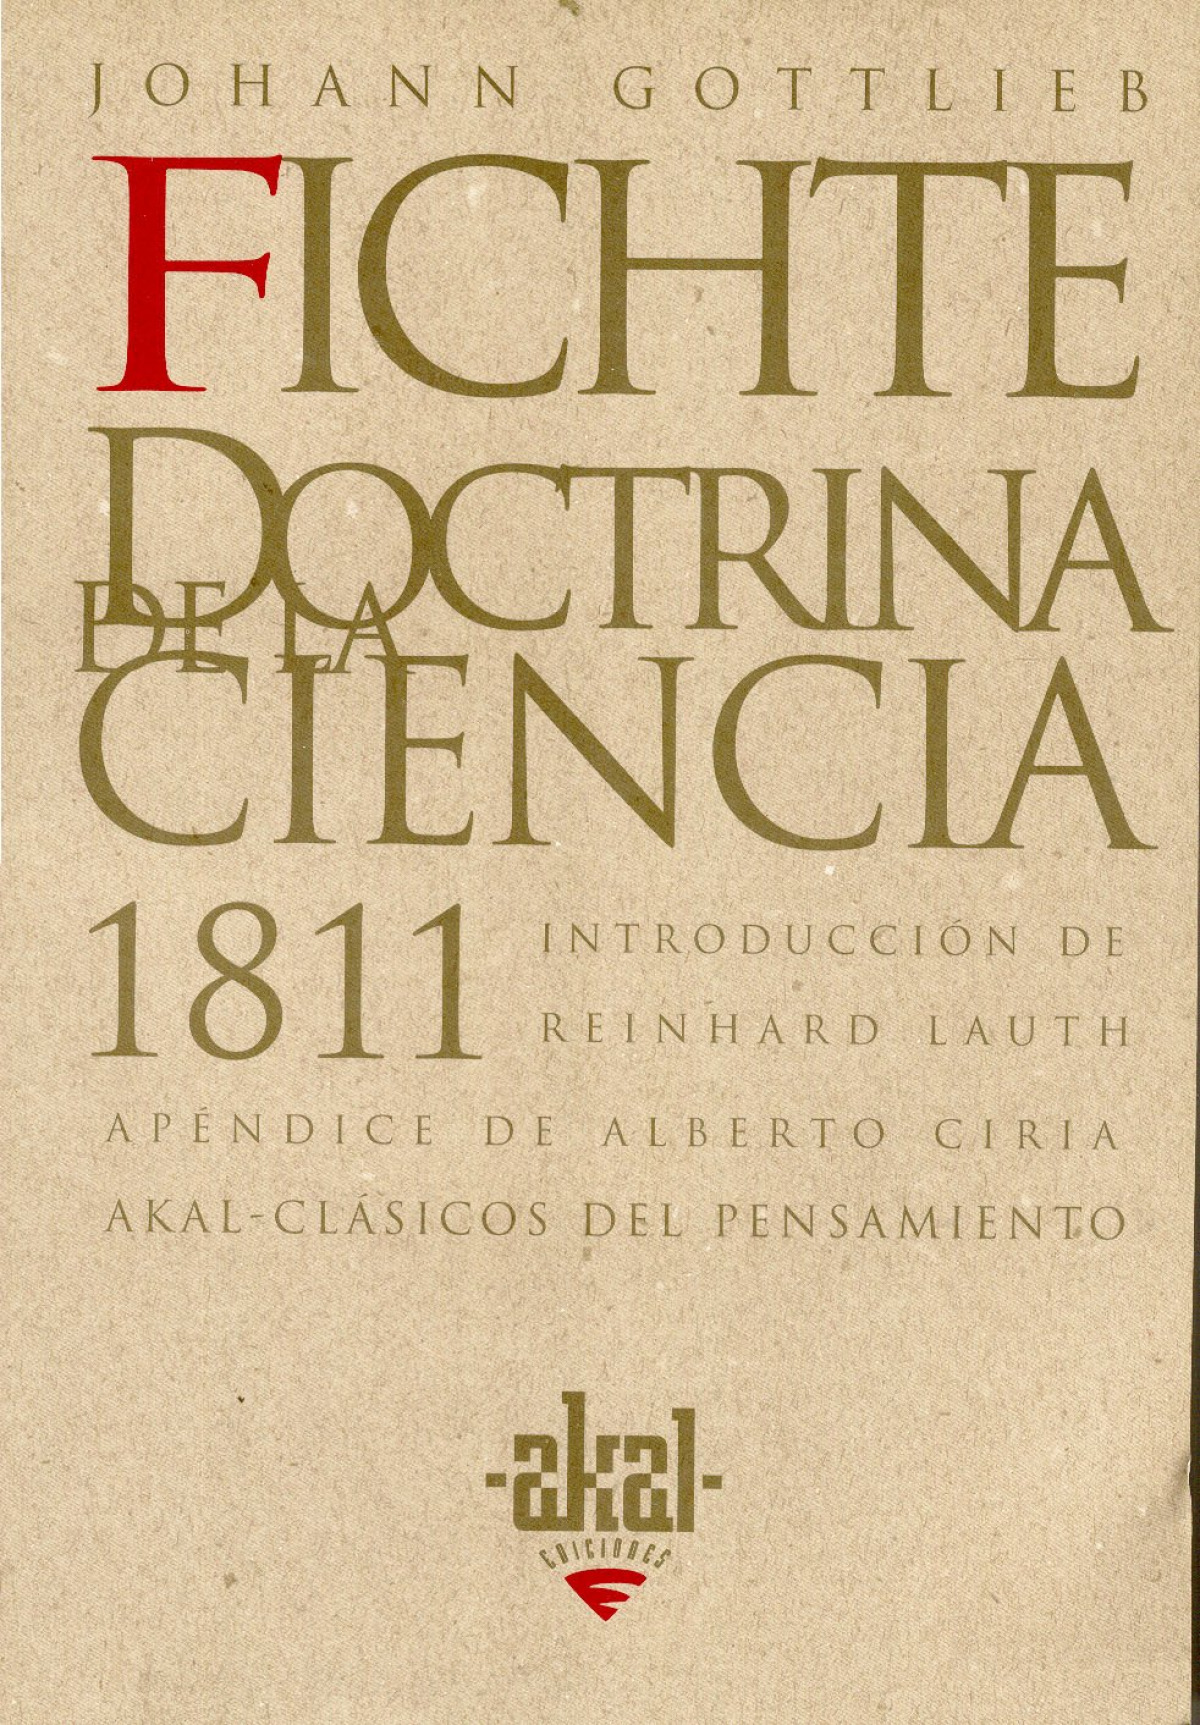 JOHANN GOTTLIEB
FICHTE
DOCTRINA
DE LA
CIENCIA
1811
INTRODUCCIÓN DE
REINHARD LAUTH
APÉNDICE DE ALBERTO CIRIA
AKAL-CLÁSICOS DEL PENSAMIENTO
-akal-
EDICIONES